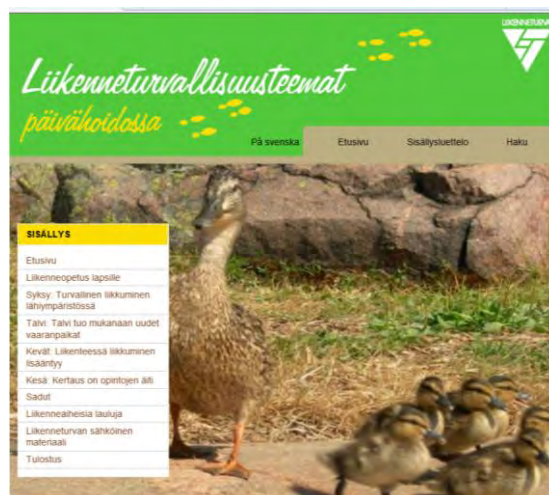 LIIKENNETURVA
Liikenneturvallisuusteemat
päivähoidossa
På svenska Etusivu Sisällysluettelo Haku
SISÄLLYS
Etusivu
Liikenneopetus lapsille
Syksy: Turvallinen liikkuminen
lähiympäristössä
Talvi: Talvi tuo mukanaan uudet
vaaranpaikat
Kevät: Liikenteessä liikkuminen
lisääntyy
Kesä: Kertaus on opintojen äiti
Sadut
Liikenneaiheisia lauluja
Liikenneturvan sähköinen
materiaali
Tulostus